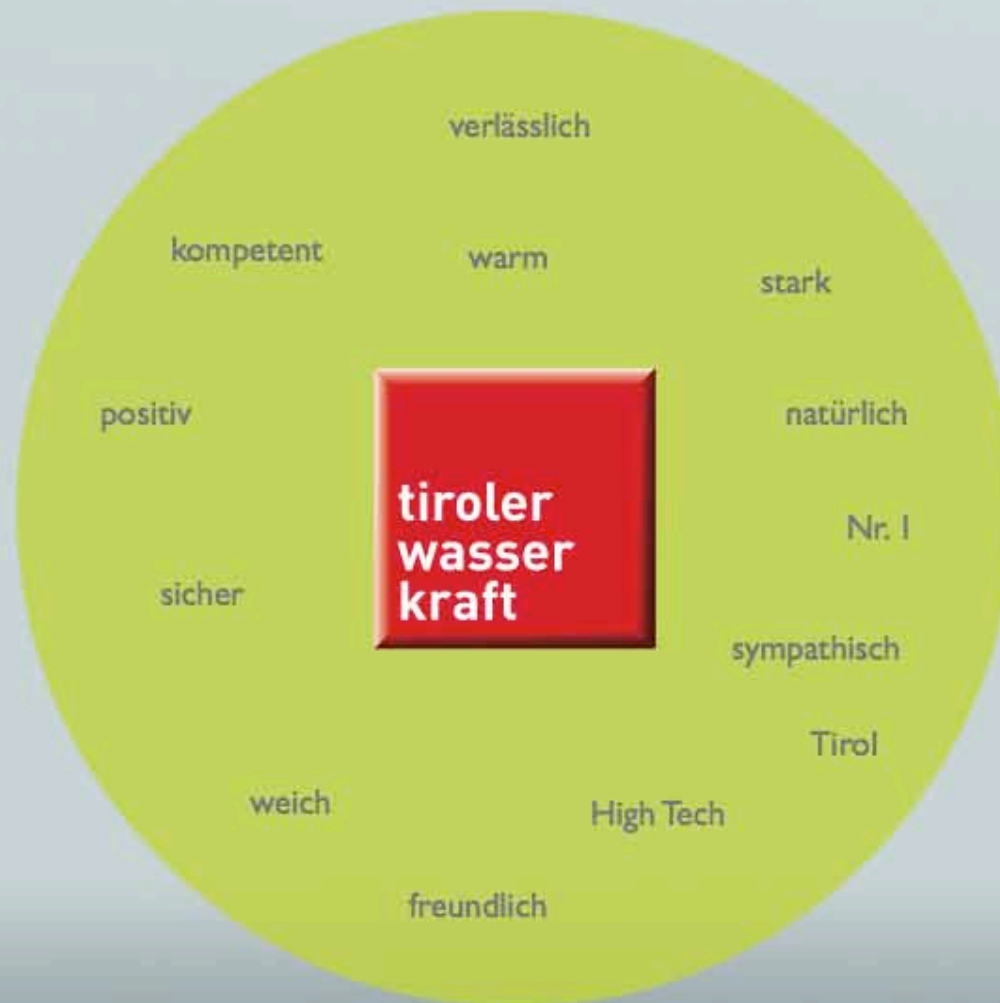 verlässlich
kompetent
warm
stark
positiv
natürlich
tiroler
wasser
kraft
Nr. 1
sicher
sympathisch
Tirol
weich
High Tech
freundlich